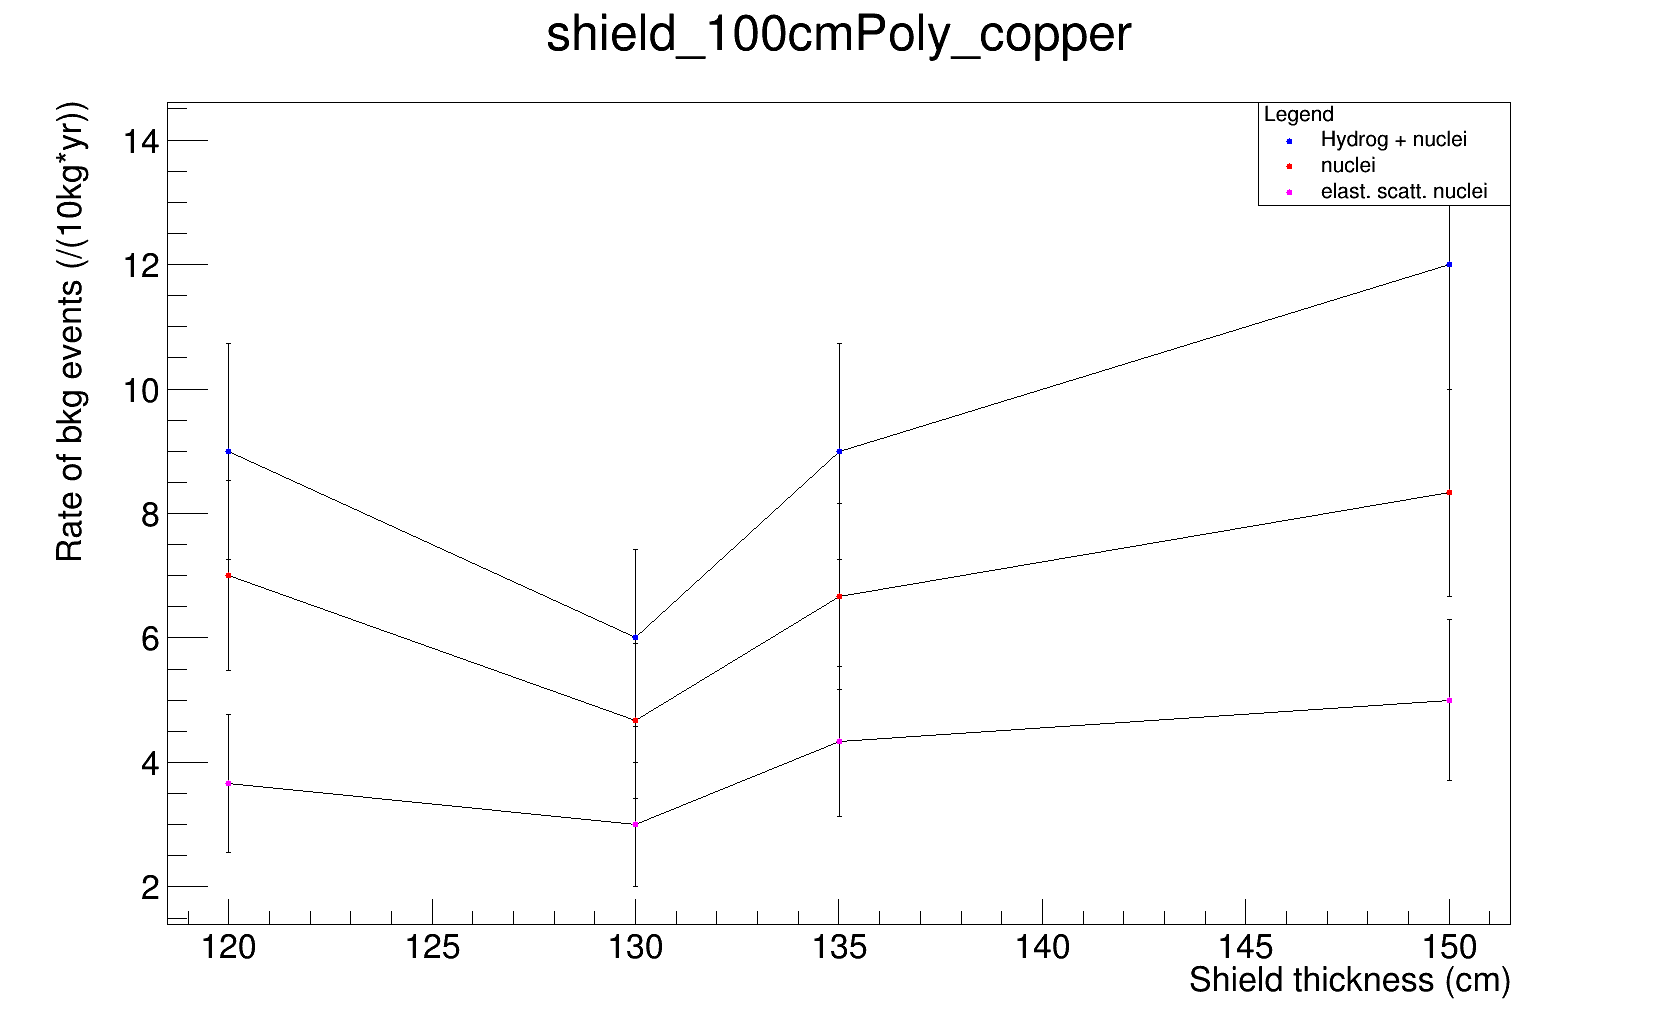 shield_100cmPoly_copper
Rate of bkg events (/(10kg*yr))
14
12
10
8
6
4
2
Legend
Hydrog + nuclei
nuclei
elast. scatt. nuclei
120 125 130 135 140 145 150
Shield thickness (cm)